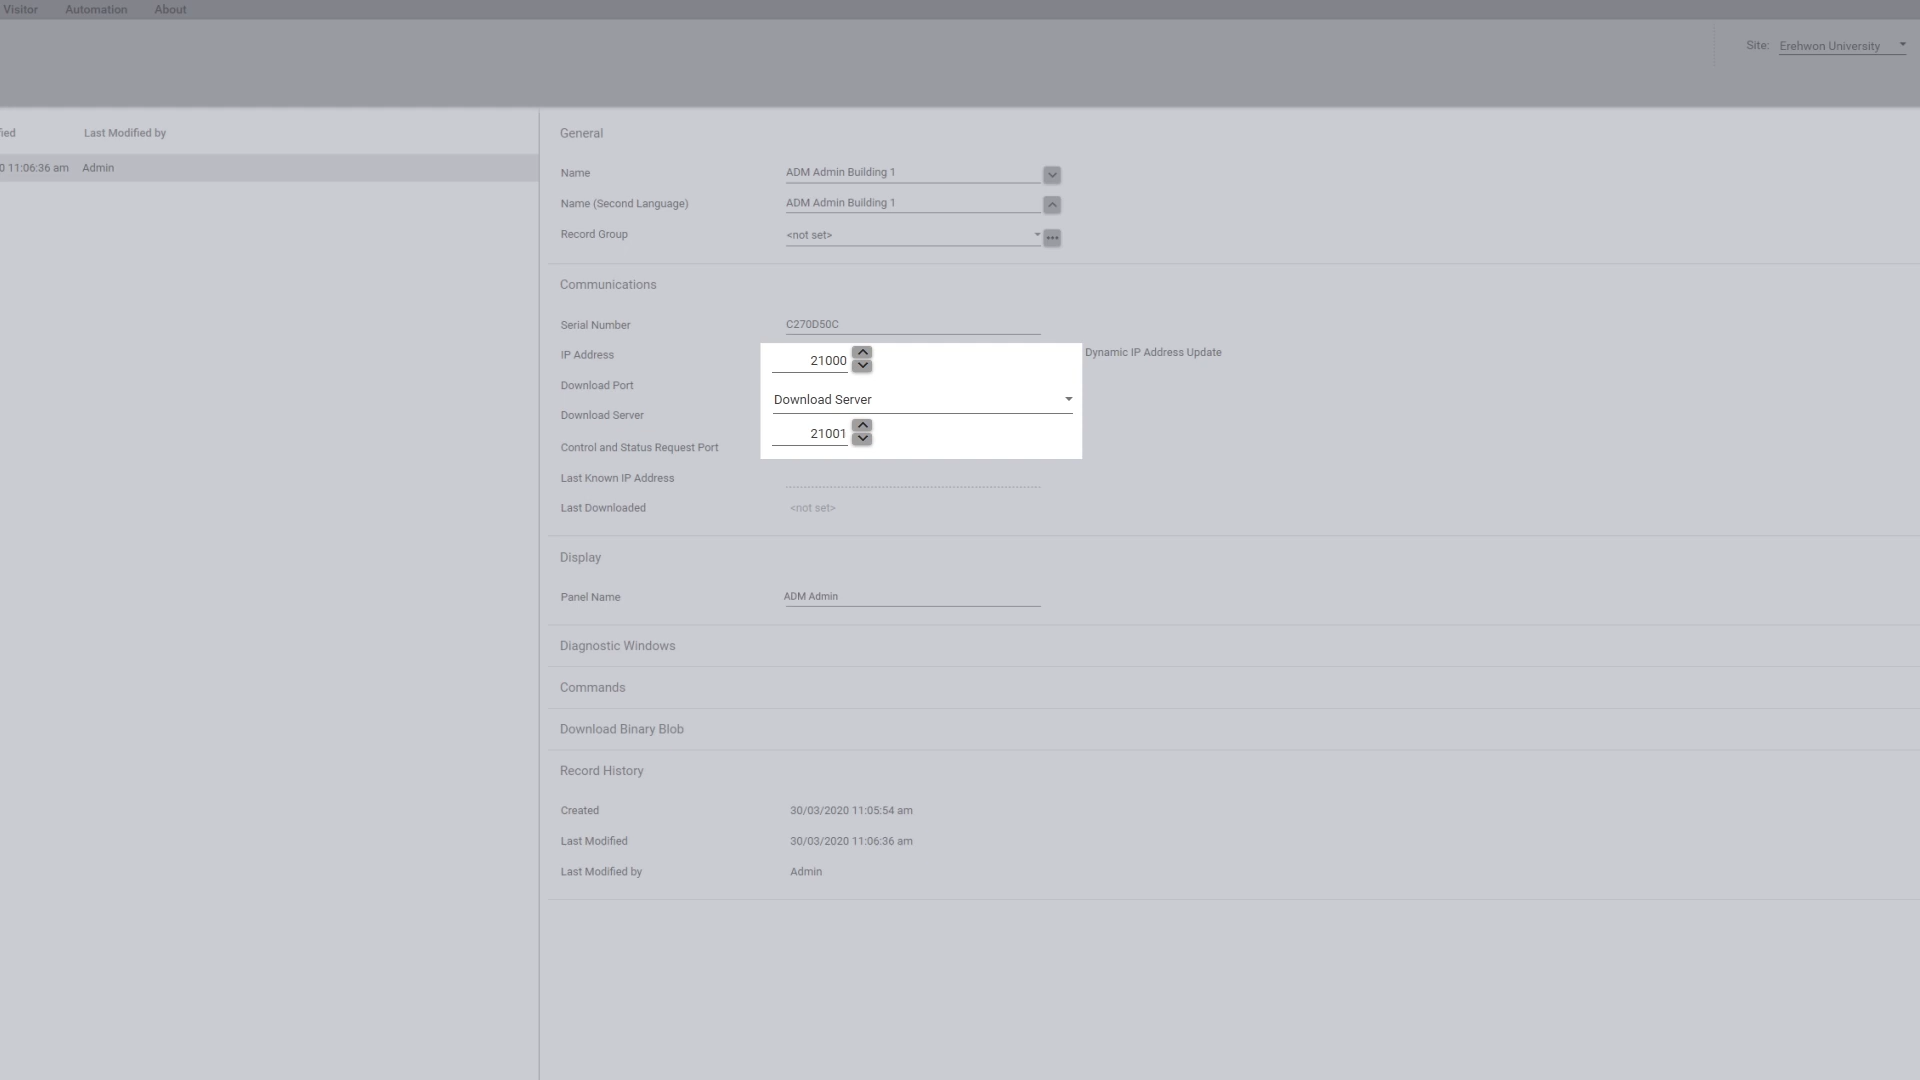 Visitor Automation About
Site: Erehwon University
fied Last Modified by
0 11:06:36 am Admin
General
Name ADM Admin Building 1
Name (Second Language) ADM Admin Building 1
Record Group <not set>
Communications
Serial Number C270D50C
IP Address Dynamic IP Address Update
21000
Download Port
Download Server
Download Server
21001
Control and Status Request Port
Last Known IP Address
Last Downloaded <not set>
Display
Panel Name ADM Admin
Diagnostic Windows
Commands
Download Binary Blob
Record History
Created 30/03/2020 11:05:54 am
Last Modified 30/03/2020 11:06:36 am
Last Modified by Admin